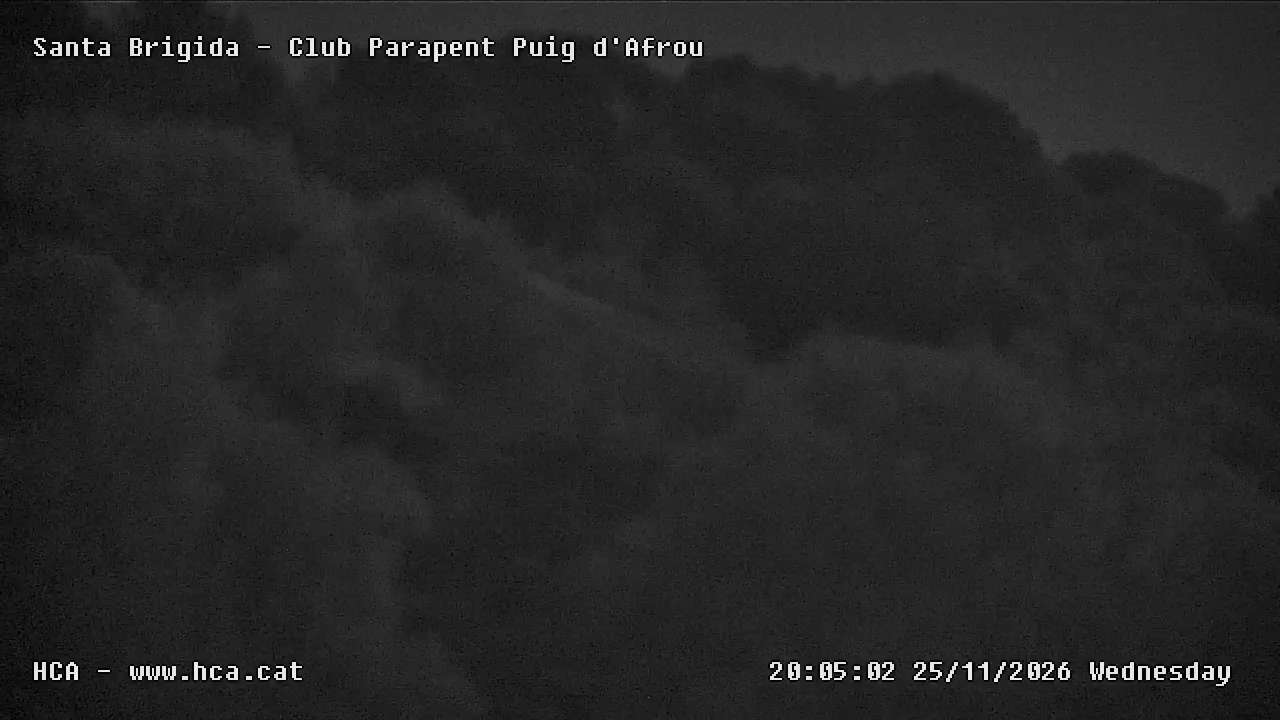 Santa Brigida - Club Parapent Puig d'Afrou
HCA - www.hca.cat
20:05:02 25/11/2026 Wednesday